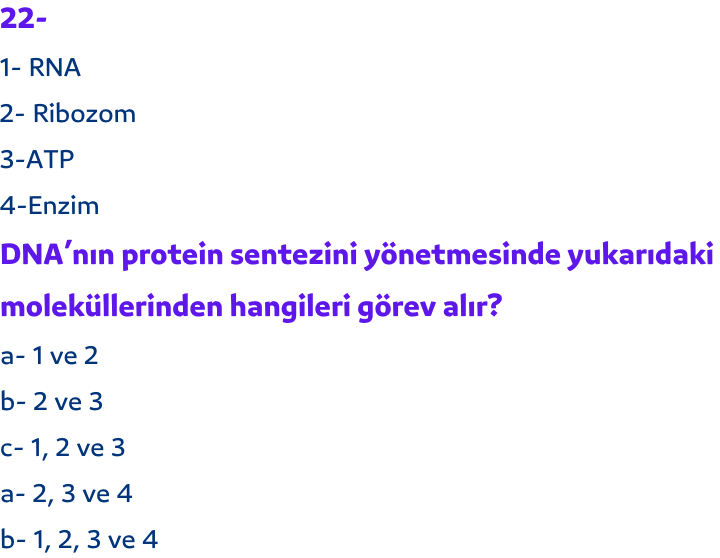 22-
1- RNA
2- Ribozom
3-ATP
4-Enzim
DNA’nın protein sentezini yönetmesinde yukarıdaki
moleküllerinden hangileri görev alır?
a- 1 ve 2
b- 2 ve 3
c- 1, 2 ve 3
a- 2, 3 ve 4
b- 1, 2, 3 ve 4